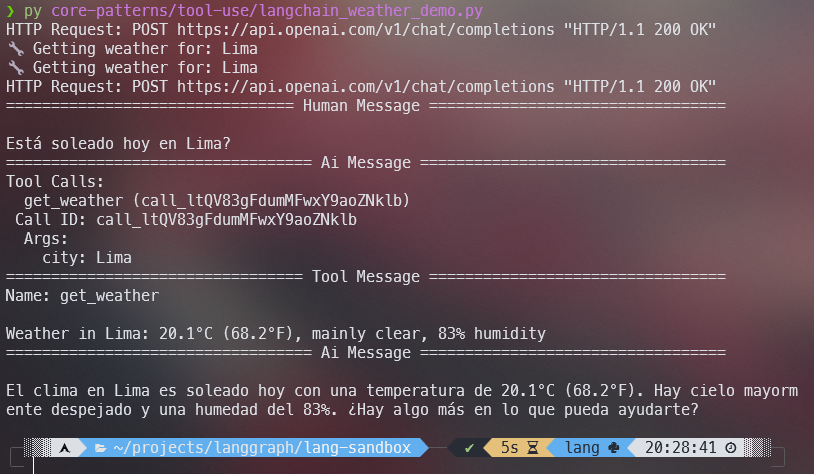 ❯ py core-patterns/tool-use/langchain_weather_demo.py
HTTP Request: POST https://api.openai.com/v1/chat/completions "HTTP/1.1 200 OK"
🔧 Getting weather for: Lima
🔧 Getting weather for: Lima
HTTP Request: POST https://api.openai.com/v1/chat/completions "HTTP/1.1 200 OK"
================================ Human Message =================================
Está soleado hoy en Lima?
================================== Ai Message ==================================
Tool Calls:
  get_weather (call_ltQV83gFdumMFwxY9aoZNklb)
 Call ID: call_ltQV83gFdumMFwxY9aoZNklb
  Args:
    city: Lima
================================= Tool Message =================================
Name: get_weather
Weather in Lima: 20.1°C (68.2°F), mainly clear, 83% humidity
================================== Ai Message ==================================
El clima en Lima es soleado hoy con una temperatura de 20.1°C (68.2°F). Hay cielo mayorm
ente despejado y una humedad del 83%. ¿Hay algo más en lo que pueda ayudarte?
~/projects/langgraph/lang-sandbox ✔ 5s lang 20:28:41